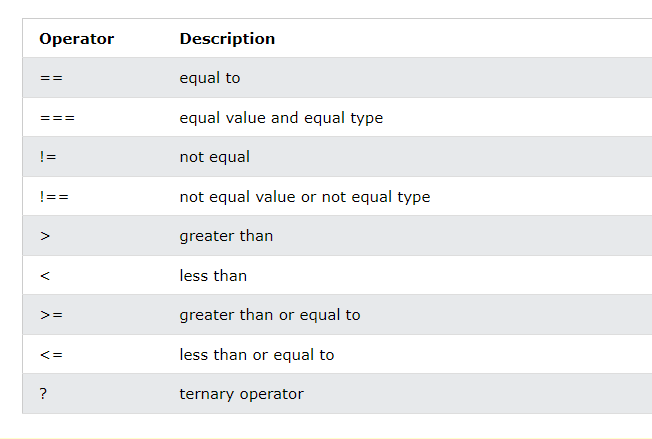 Operator Description
== equal to
=== equal value and equal type
!= not equal
!== not equal value or not equal type
> greater than
< less than
>= greater than or equal to
<= less than or equal to
? ternary operator